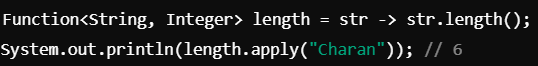 Function<String, Integer> length = str -> str.length();
System.out.println(length.apply("Charan")); // 6